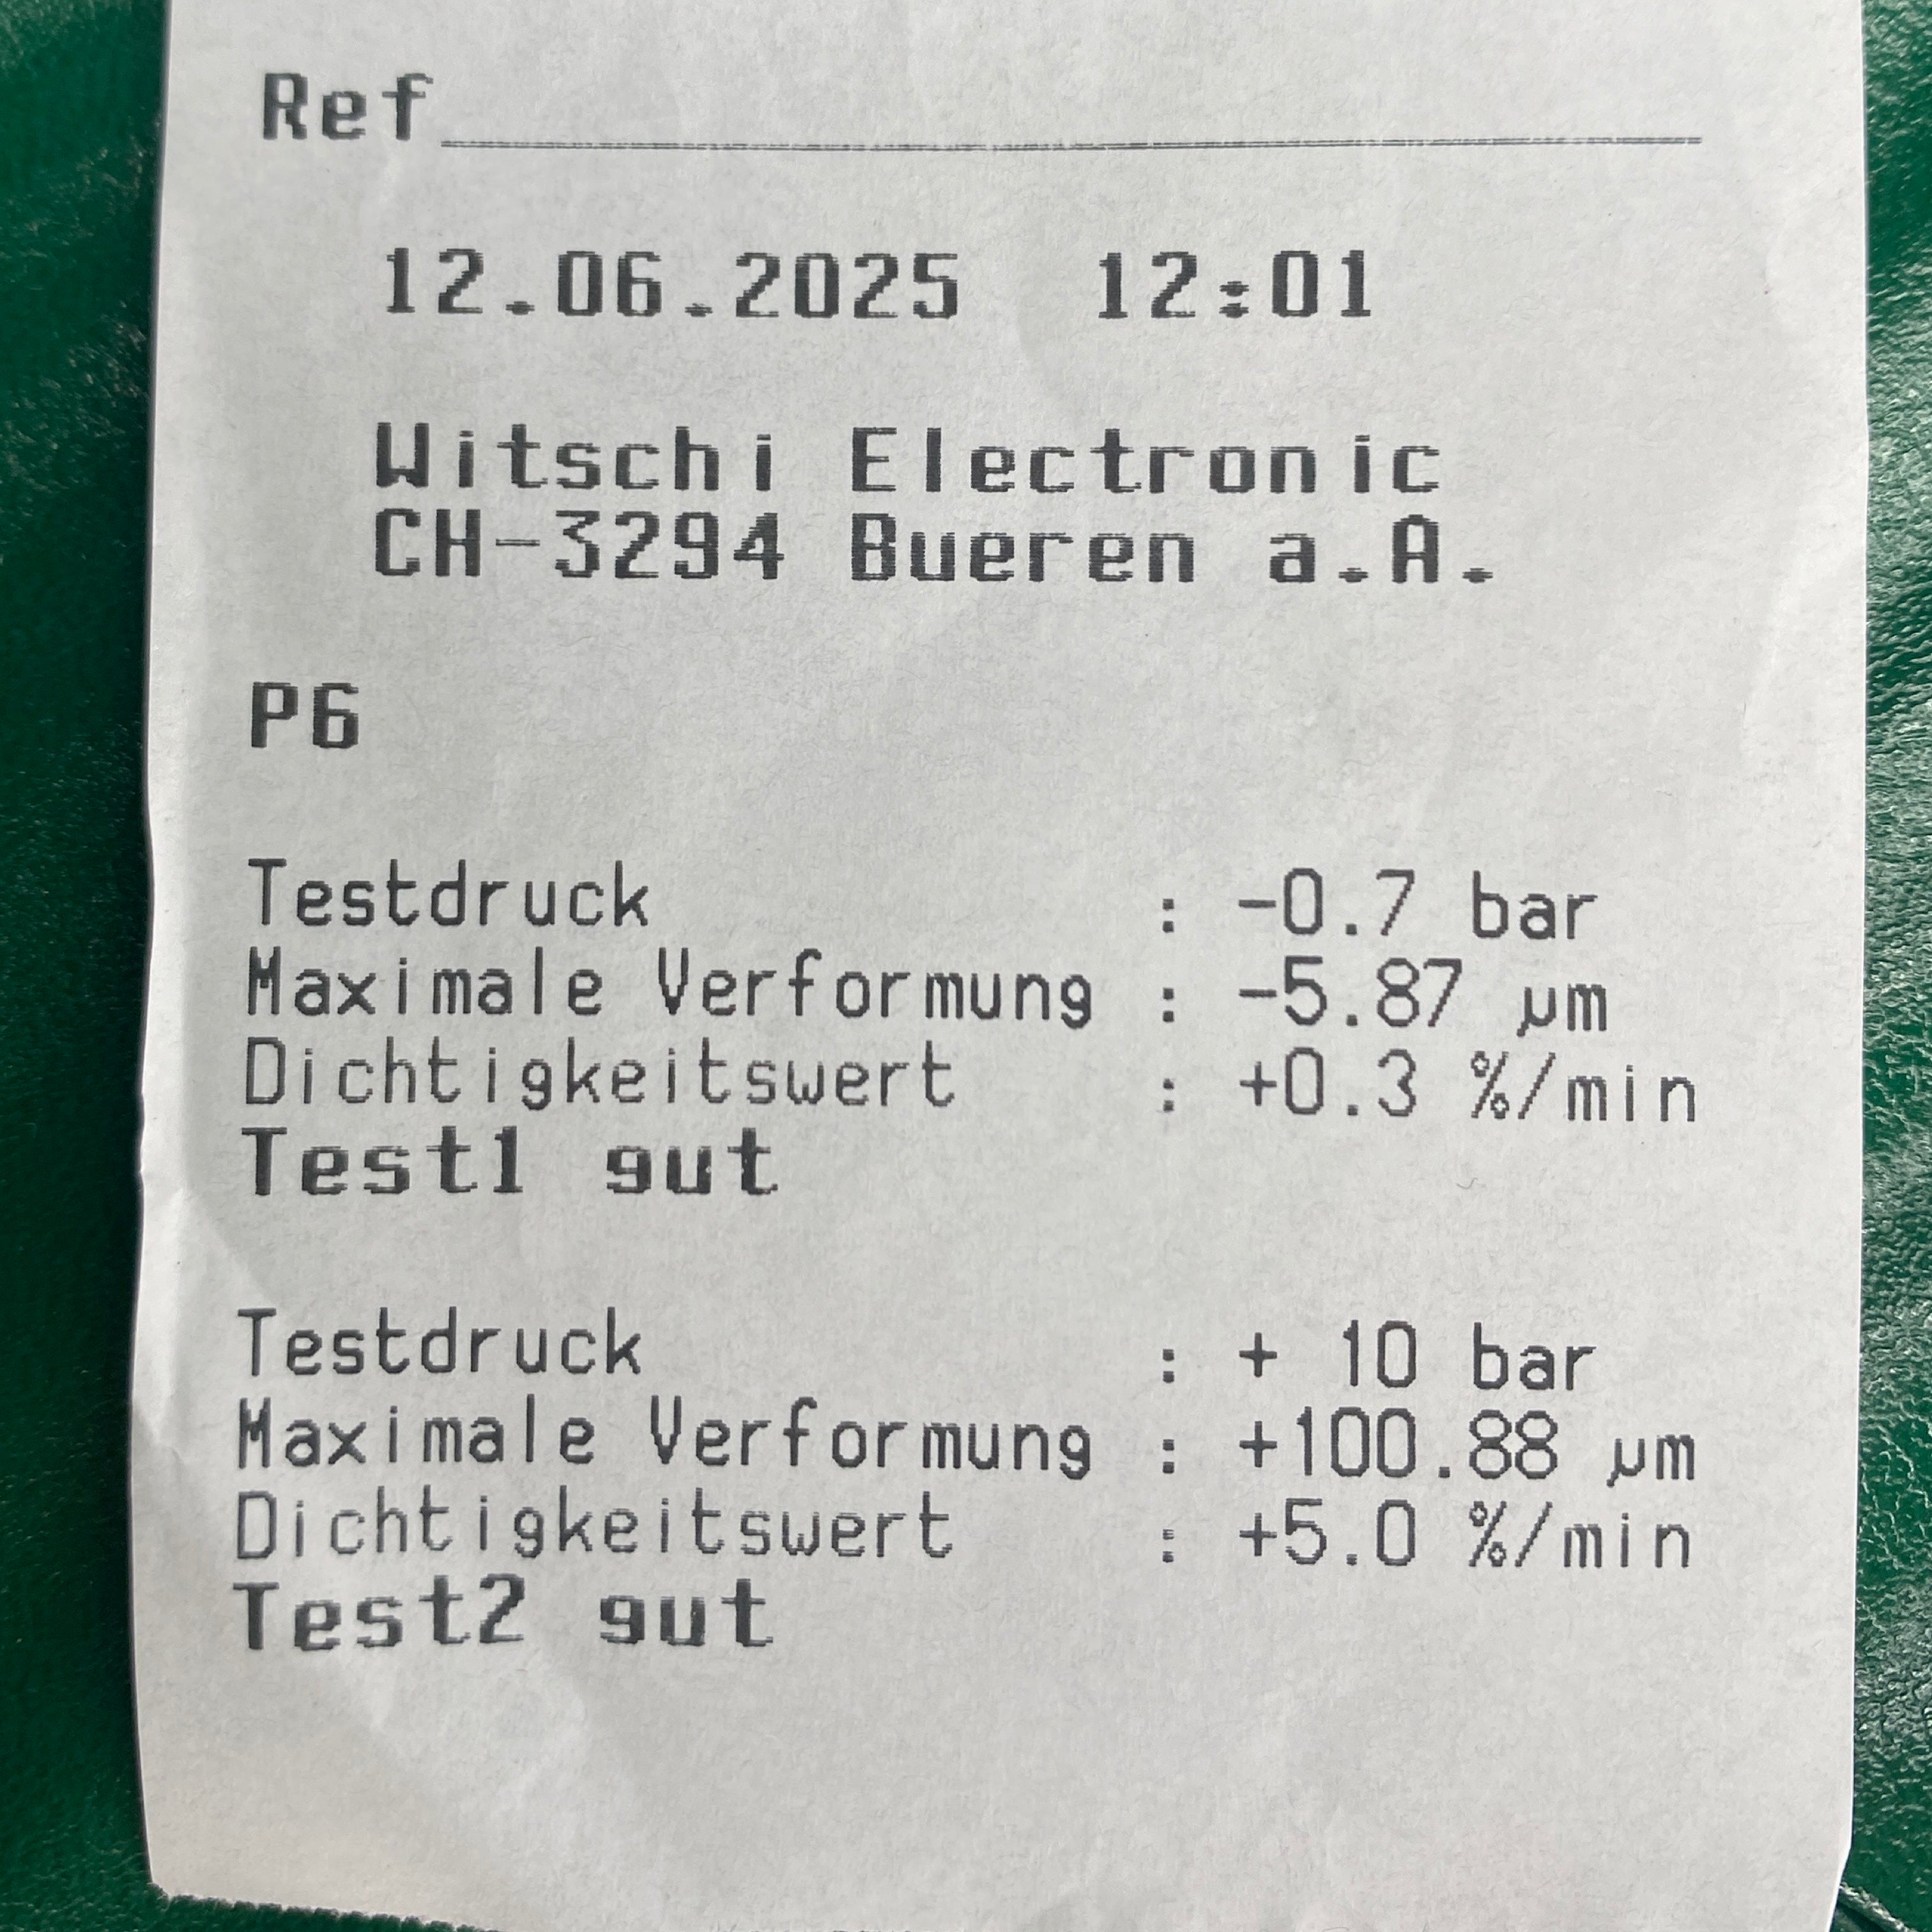 Ref
12.06.2025 12:01
Witschi Electronic
CH-3294 Bueren a.A.
P6
Testdruck : -0.7 bar
Maximale Verformung : -5.87 µm
Dichtigkeitswert : +0.3 %/min
Test1 gut
Testdruck : + 10 bar
Maximale Verformung : +100.88 µm
Dichtigkeitswert : +5.0 %/min
Test2 gut